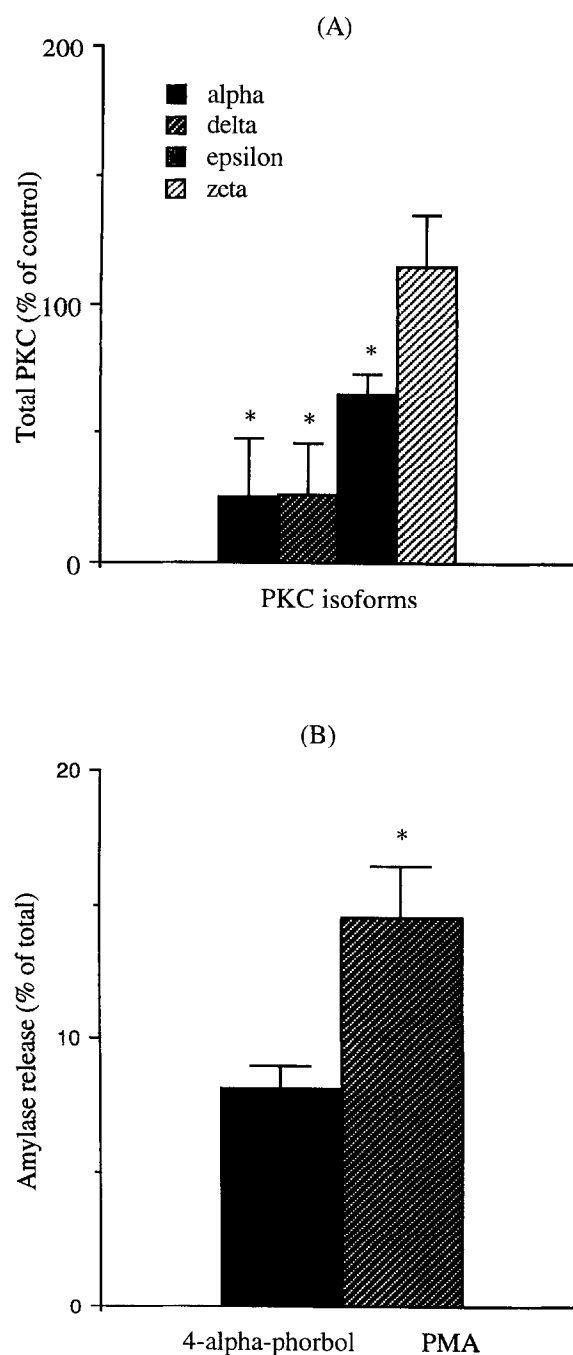 (A)
200
alpha
delta
epsilon
zeta
Total PKC (% of control)
100
*
*
*
0
PKC isoforms
(B)
20
*
Amylase release (% of total)
10
0
4-alpha-phorbol PMA